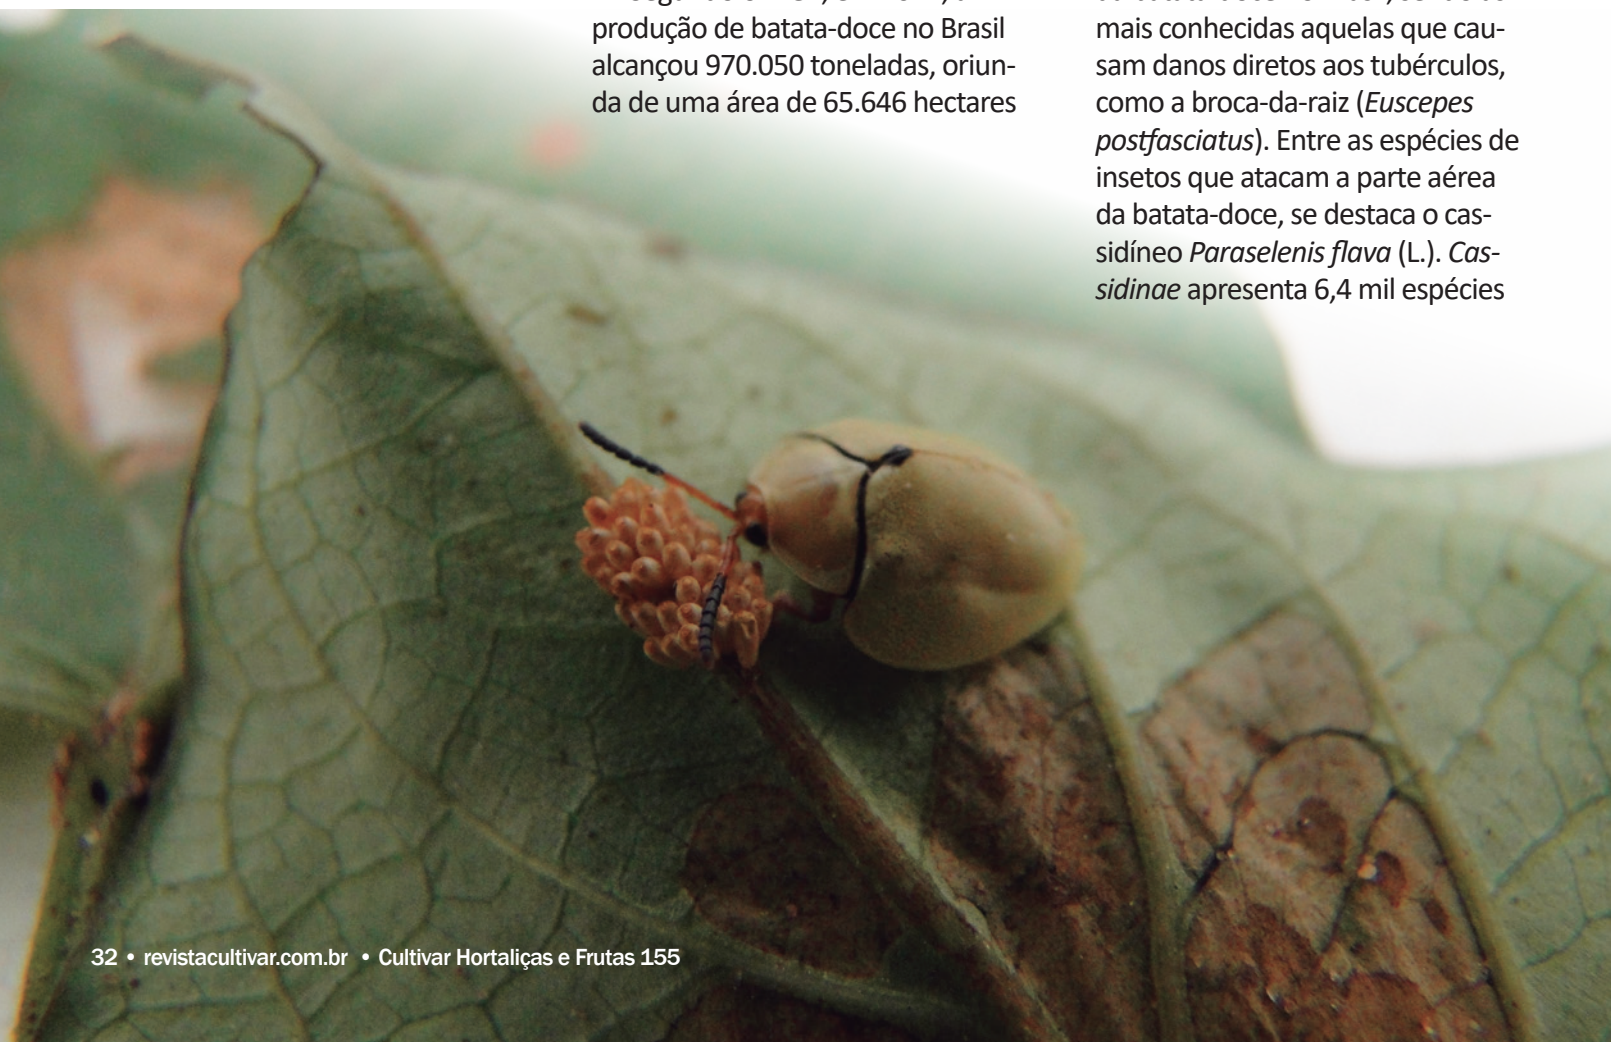 produção de batata-doce no Brasil
alcançou 970.050 toneladas, oriun-
da de uma área de 65.646 hectares
mais conhecidas aquelas que cau-
sam danos diretos aos tubérculos,
como a broca-da-raiz (Euscepes
postfasciatus). Entre as espécies de
insetos que atacam a parte aérea
da batata-doce, se destaca o cas-
sidíneo Paraselenis flava (L.). Cas-
sidinae apresenta 6,4 mil espécies
32 • revistacultivar.com.br • Cultivar Hortaliças e Frutas 155